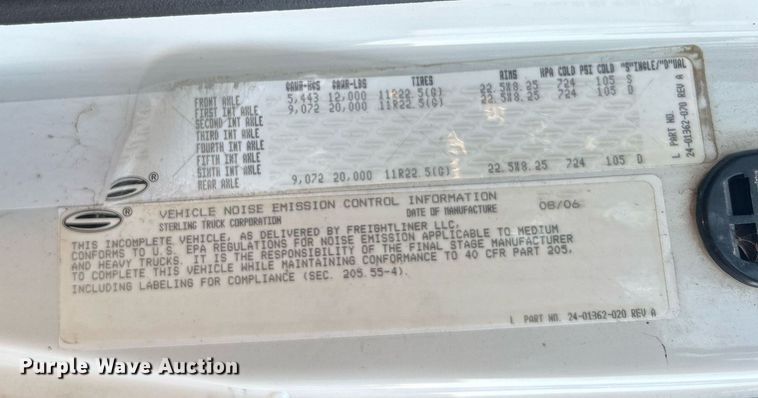 GAWR-KGS GAWR-LBS TIRES RIMS KPA COLD PSI COLD "S"INGLE/"D"UAL
FRONT AXLE 5,443 12,000 11R22.5(G) 22.5X8.25 724 105 S
FIRST INT AXLE 9,072 20,000 11R22.5(G) 22.5X8.25 724 105 D
SECOND INT AXLE
THIRD INT AXLE
FOURTH INT AXLE
FIFTH INT AXLE
SIXTH INT AXLE
REAR AXLE 9,072 20,000 11R22.5(G) 22.5X8.25 724 105 D
L PART NO. 24-01362-070 REV A
®
®
VEHICLE NOISE EMISSION CONTROL INFORMATION
STERLING TRUCK CORPORATION DATE OF MANUFACTURE 08/06
THIS INCOMPLETE VEHICLE, AS DELIVERED BY FREIGHTLINER LLC,
CONFORMS TO U.S. EPA REGULATIONS FOR NOISE EMISSION APPLICABLE TO MEDIUM
AND HEAVY TRUCKS. IT IS THE RESPONSIBILITY OF THE FINAL STAGE MANUFACTURER
TO COMPLETE THIS VEHICLE WHILE MAINTAINING CONFORMANCE TO 40 CFR PART 205,
INCLUDING LABELING FOR COMPLIANCE (SEC. 205.55-4).
L PART NO. 24-01362-020 REV A
Purple Wave Auction